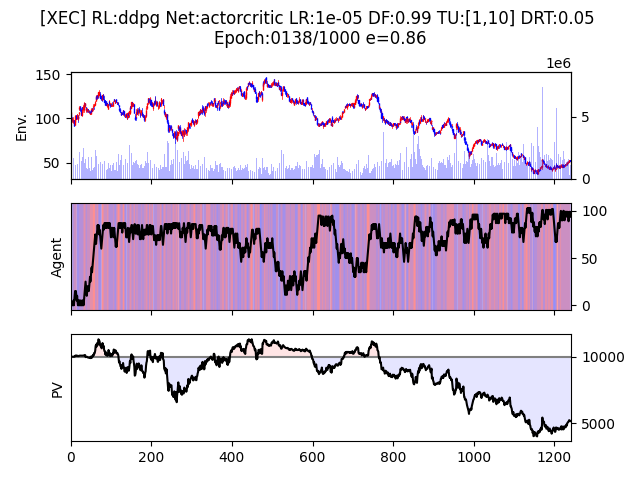 [XEC] RL:ddpg Net:actorcritic LR:1e-05 DF:0.99 TU:[1,10] DRT:0.05
Epoch:0138/1000 e=0.86
1e6
150
100
50
Env.
5
0
Agent
100
50
0
PV
10000
5000
0 200 400 600 800 1000 1200